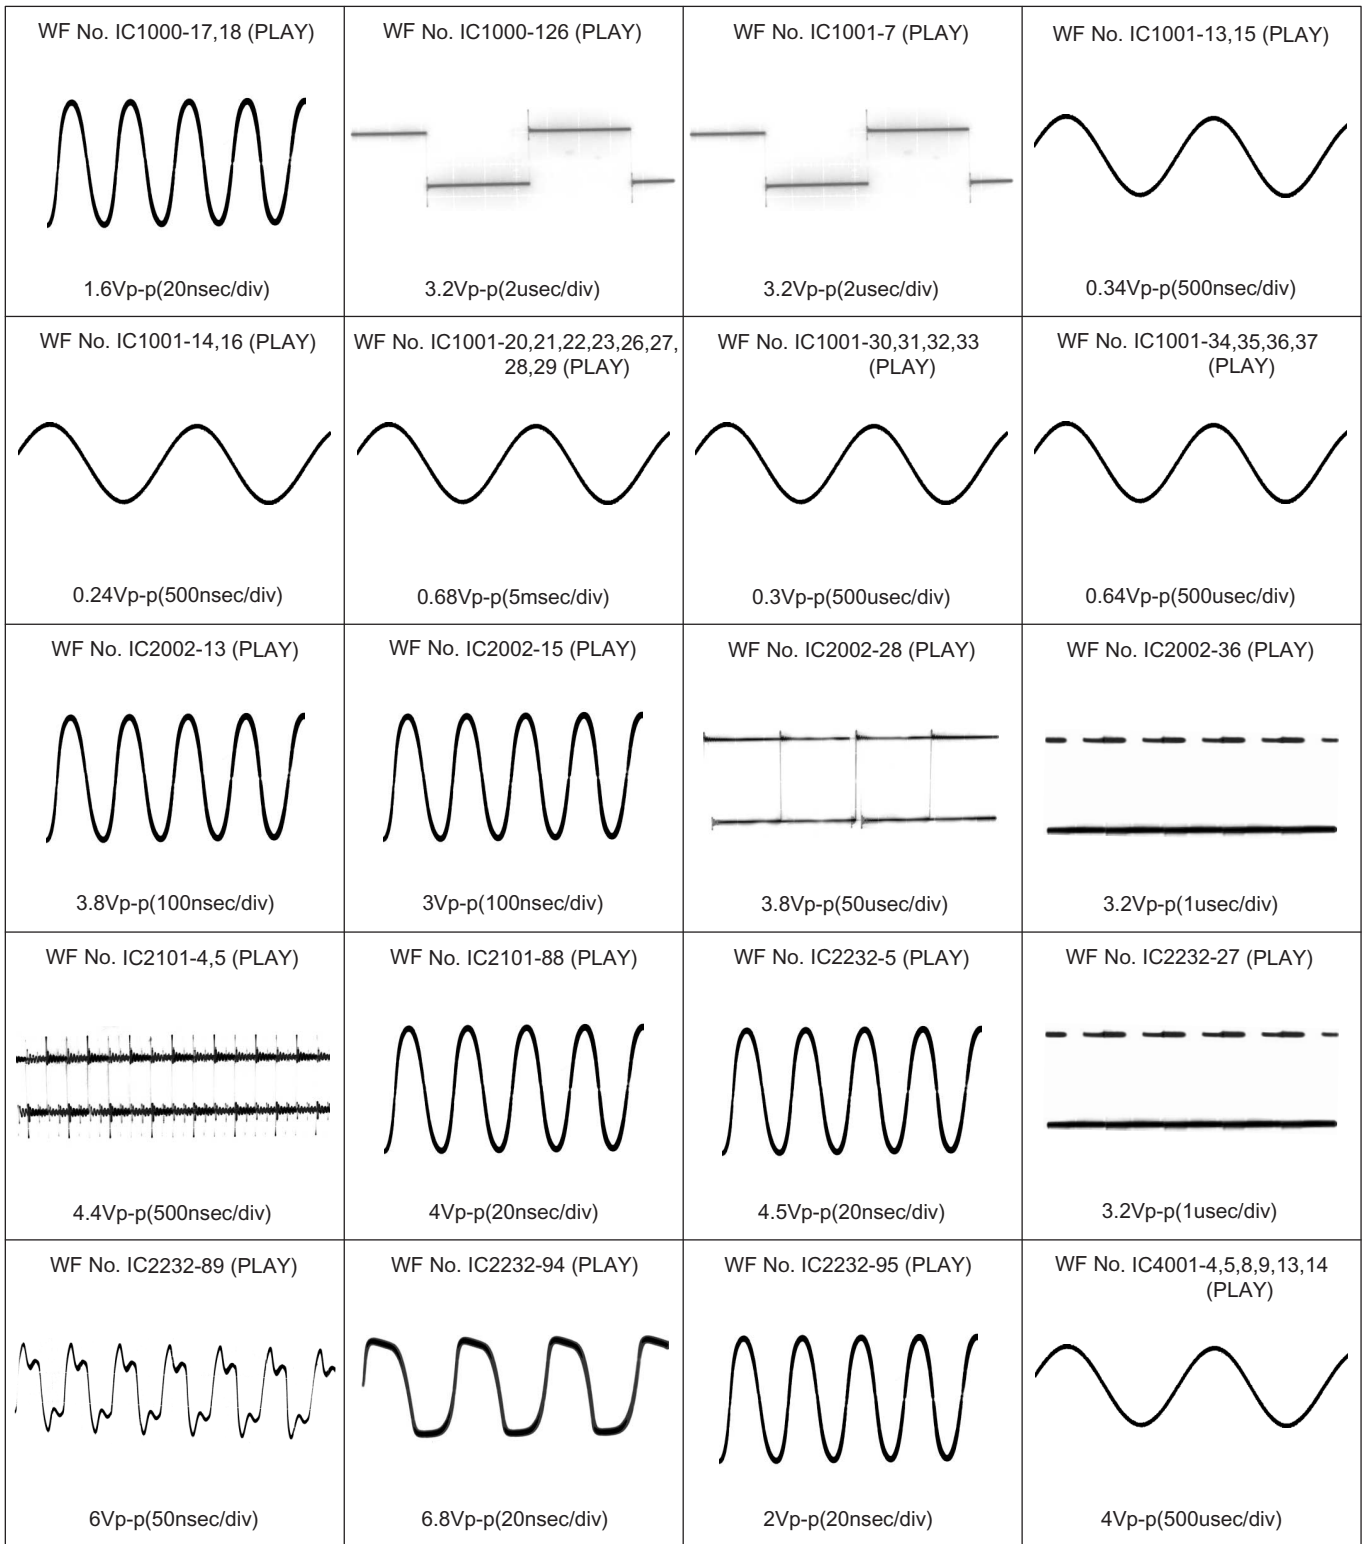 WF No. IC1000-17,18 (PLAY)
1.6Vp-p(20nsec/div)
WF No. IC1000-126 (PLAY)
3.2Vp-p(2usec/div)
WF No. IC1001-7 (PLAY)
3.2Vp-p(2usec/div)
WF No. IC1001-13,15 (PLAY)
0.34Vp-p(500nsec/div)
WF No. IC1001-14,16 (PLAY)
0.24Vp-p(500nsec/div)
WF No. IC1001-20,21,22,23,26,27,
28,29 (PLAY)
0.68Vp-p(5msec/div)
WF No. IC1001-30,31,32,33
(PLAY)
0.3Vp-p(500usec/div)
WF No. IC1001-34,35,36,37
(PLAY)
0.64Vp-p(500usec/div)
WF No. IC2002-13 (PLAY)
3.8Vp-p(100nsec/div)
WF No. IC2002-15 (PLAY)
3Vp-p(100nsec/div)
WF No. IC2002-28 (PLAY)
3.8Vp-p(50usec/div)
WF No. IC2002-36 (PLAY)
3.2Vp-p(1usec/div)
WF No. IC2101-4,5 (PLAY)
4.4Vp-p(500nsec/div)
WF No. IC2101-88 (PLAY)
4Vp-p(20nsec/div)
WF No. IC2232-5 (PLAY)
4.5Vp-p(20nsec/div)
WF No. IC2232-27 (PLAY)
3.2Vp-p(1usec/div)
WF No. IC2232-89 (PLAY)
6Vp-p(50nsec/div)
WF No. IC2232-94 (PLAY)
6.8Vp-p(20nsec/div)
WF No. IC2232-95 (PLAY)
2Vp-p(20nsec/div)
WF No. IC4001-4,5,8,9,13,14
(PLAY)
4Vp-p(500usec/div)